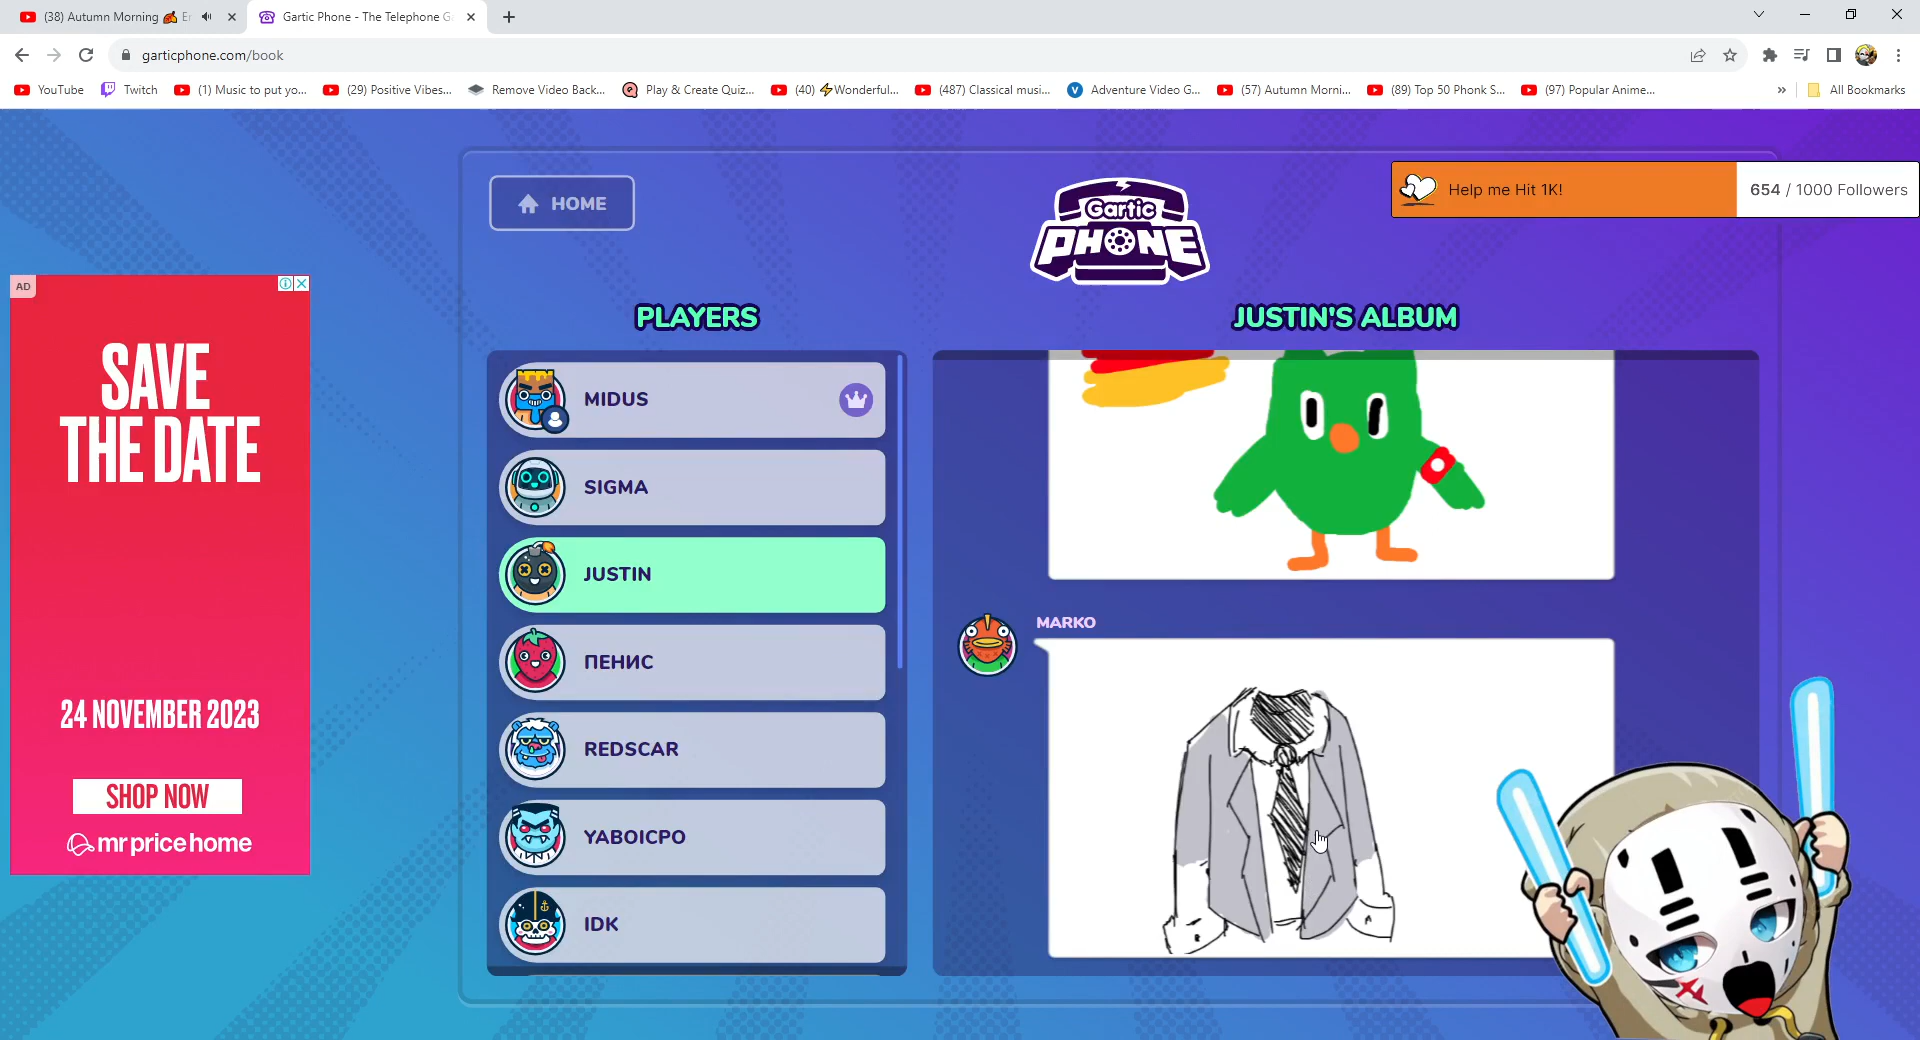 (38) Autumn Morning 🍂 En
Gartic Phone - The Telephone G
garticphone.com/book
YouTube
Twitch
(1) Music to put yo...
(29) Positive Vibes...
Remove Video Back...
Play & Create Quiz...
(40) ⚡Wonderful...
(487) Classical musi...
Adventure Video G...
(57) Autumn Morni...
(89) Top 50 Phonk S...
(97) Popular Anime...
»
All Bookmarks
HOME
Gartic
PHONE
Help me Hit 1K!
654 / 1000 Followers
AD
SAVE
THE DATE
24 NOVEMBER 2023
SHOP NOW
mrpricehome
PLAYERS
MIDUS
SIGMA
JUSTIN
ПЕНИС
REDSCAR
YABOICPO
IDK
JUSTIN'S ALBUM
MARKO